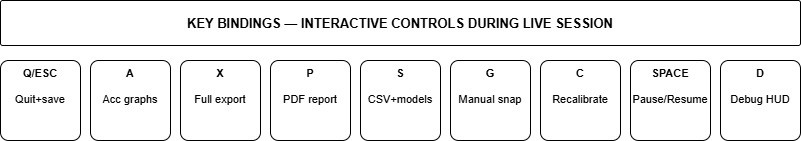 KEY BINDINGS — INTERACTIVE CONTROLS DURING LIVE SESSION
Q/ESC
Quit+save
A
Acc graphs
X
Full export
P
PDF report
S
CSV+models
G
Manual snap
C
Recalibrate
SPACE
Pause/Resume
D
Debug HUD